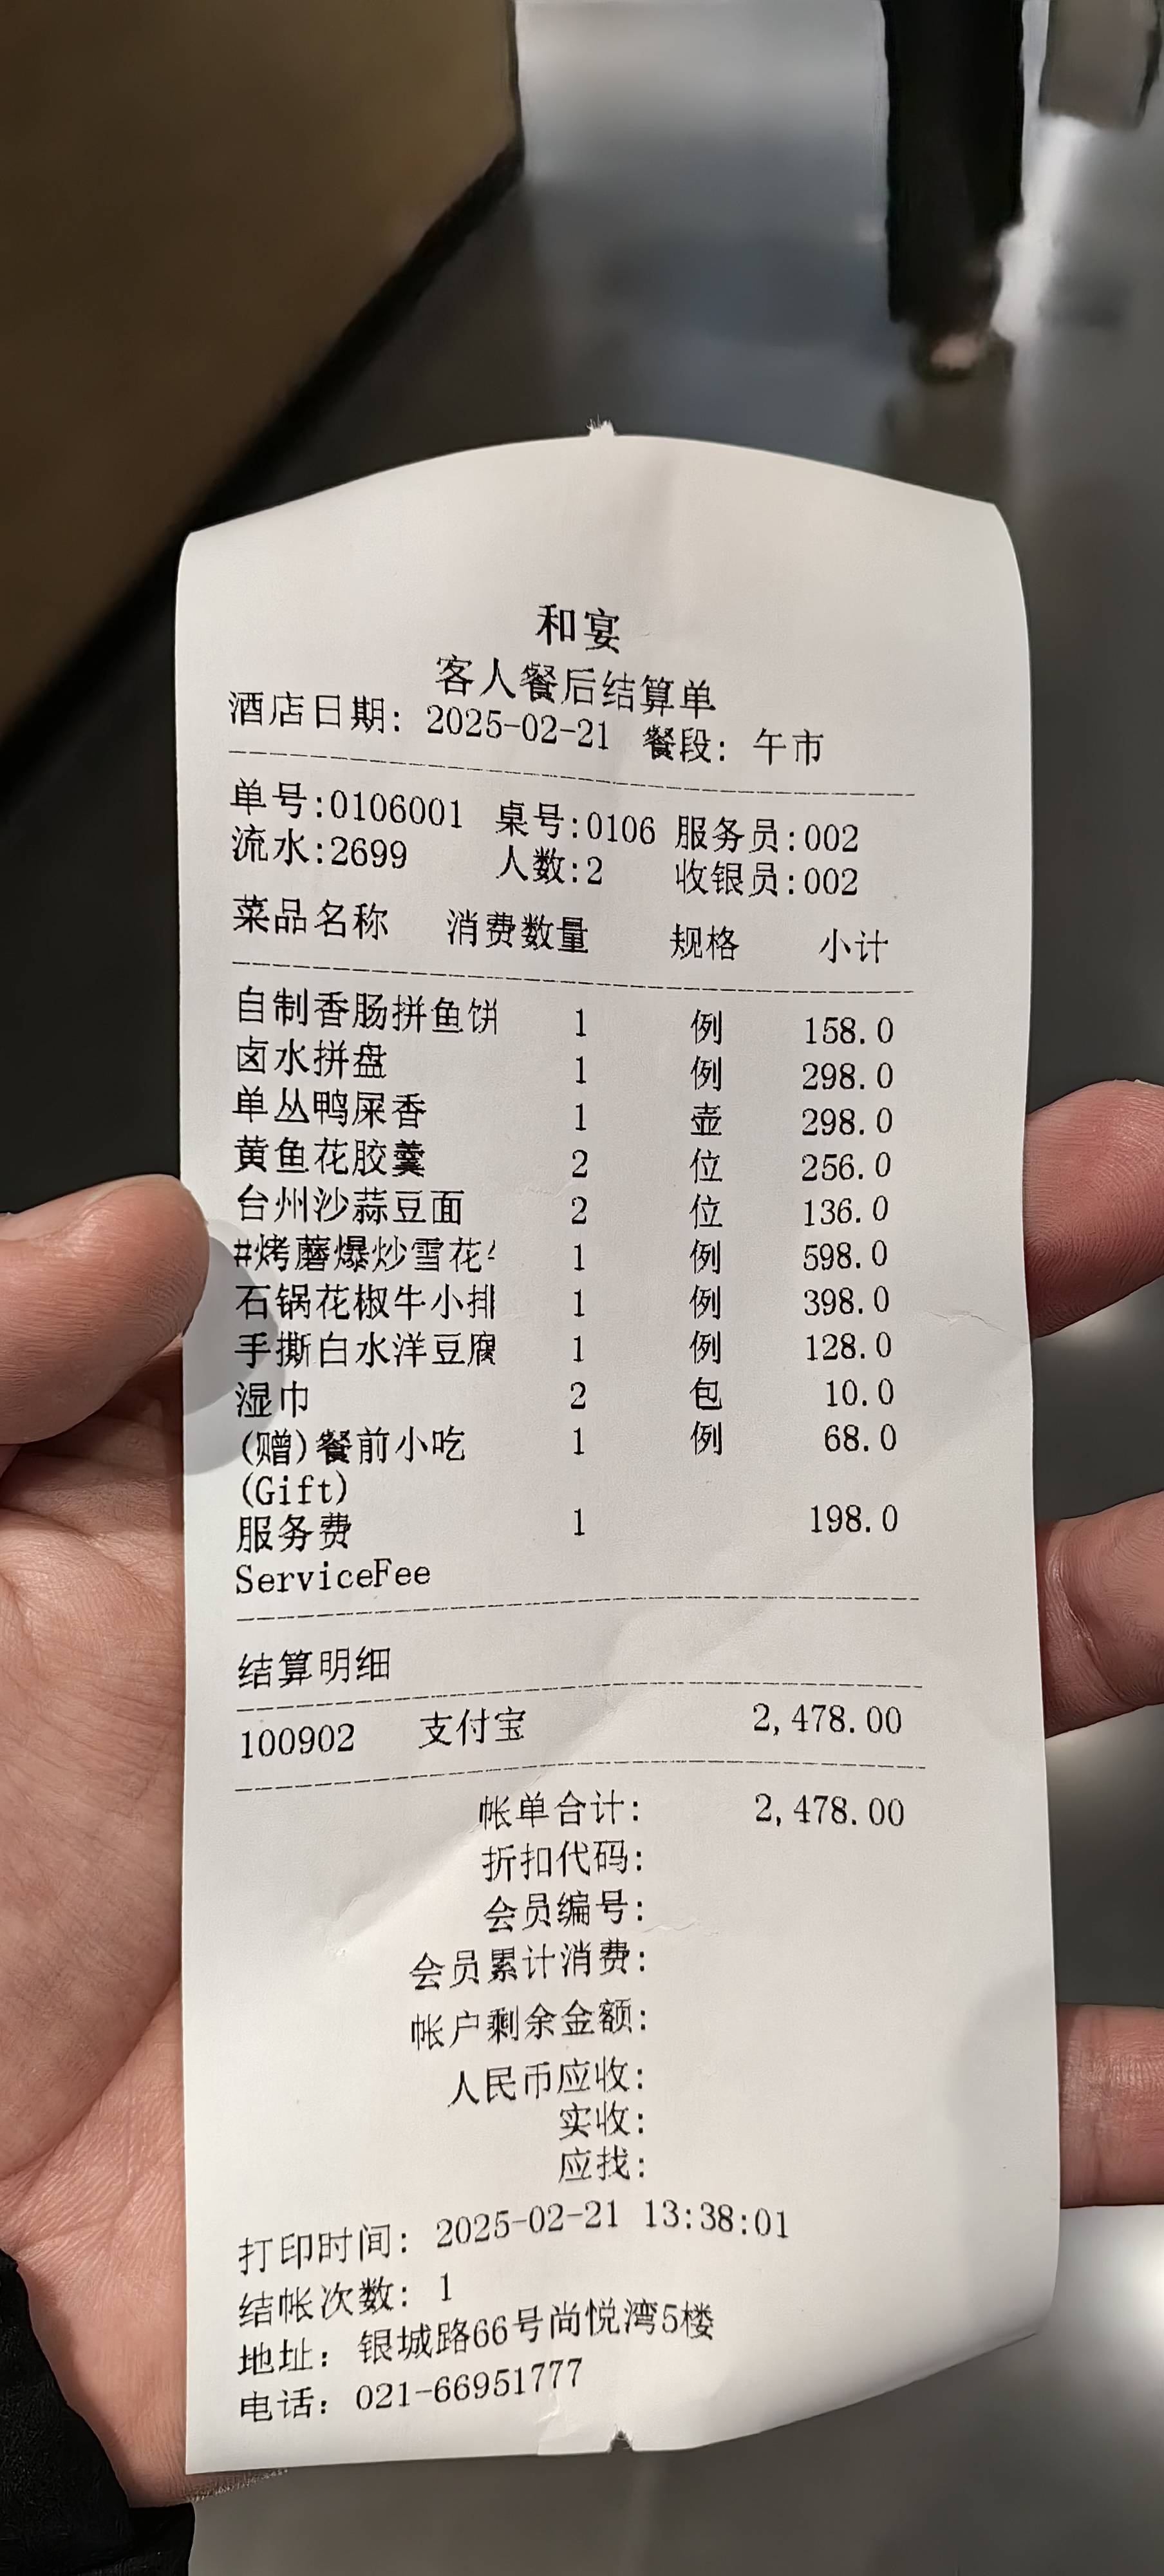 和宴
客人餐后结算单
酒店日期: 2025-02-21 餐段: 午市
单号:0106001 桌号:0106 服务员:002
流水:2699 人数:2 收银员:002
菜品名称 消费数量 规格 小计
自制香肠拼鱼饼 1 例 158.0
卤水拼盘 1 例 298.0
单丛鸭屎香 1 壶 298.0
黄鱼花胶羹 2 位 256.0
台州沙蒜豆面 2 位 136.0
#烤蘑爆炒雪花 1 例 598.0
石锅花椒牛小排 1 例 398.0
手撕白水洋豆腐 1 例 128.0
湿巾 2 包 10.0
(赠)餐前小吃 1 例 68.0
(Gift)
服务费 1 198.0
ServiceFee
结算明细
100902 支付宝 2,478.00
帐单合计: 2,478.00
折扣代码:
会员编号:
会员累计消费:
帐户剩余金额:
人民币应收:
实收:
应找:
打印时间: 2025-02-21 13:38:01
结帐次数: 1
地址: 银城路66号尚悦湾5楼
电话: 021-66951777